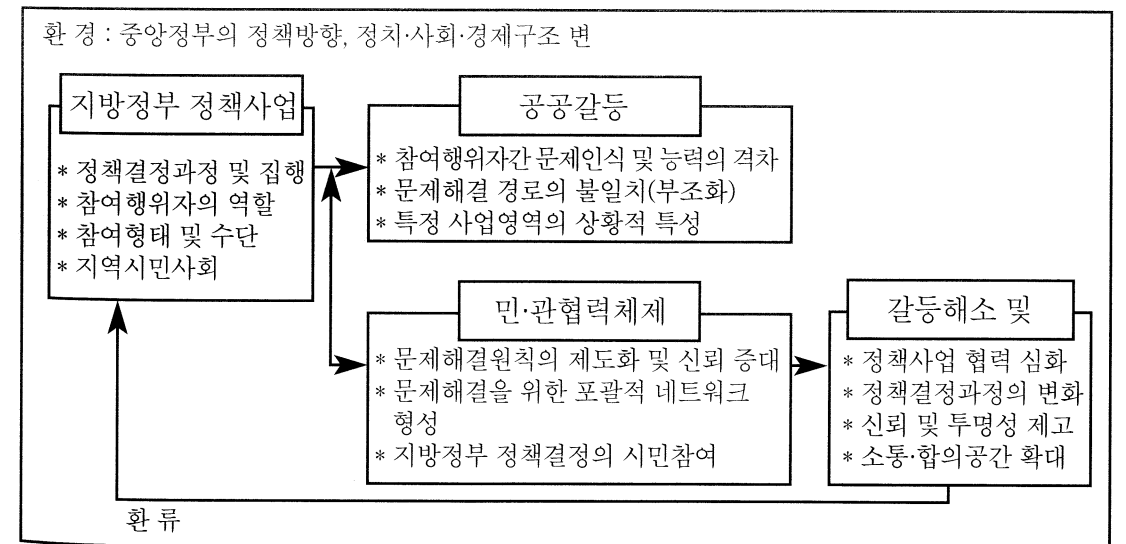 환 경 : 중앙정부의 정책방향, 정치·사회·경제구조 변
지방정부 정책사업
* 정책결정과정 및 집행
* 참여행위자의 역할
* 참여형태 및 수단
* 지역시민사회
공공갈등
* 참여행위자간 문제인식 및 능력의 격차
* 문제해결 경로의 불일치(부조화)
* 특정 사업영역의 상황적 특성
민·관협력체제
* 문제해결원칙의 제도화 및 신뢰 증대
* 문제해결을 위한 포괄적 네트워크
형성
* 지방정부 정책결정의 시민참여
갈등해소 및
* 정책사업 협력 심화
* 정책결정과정의 변화
* 신뢰 및 투명성 제고
* 소통·합의공간 확대
환 류